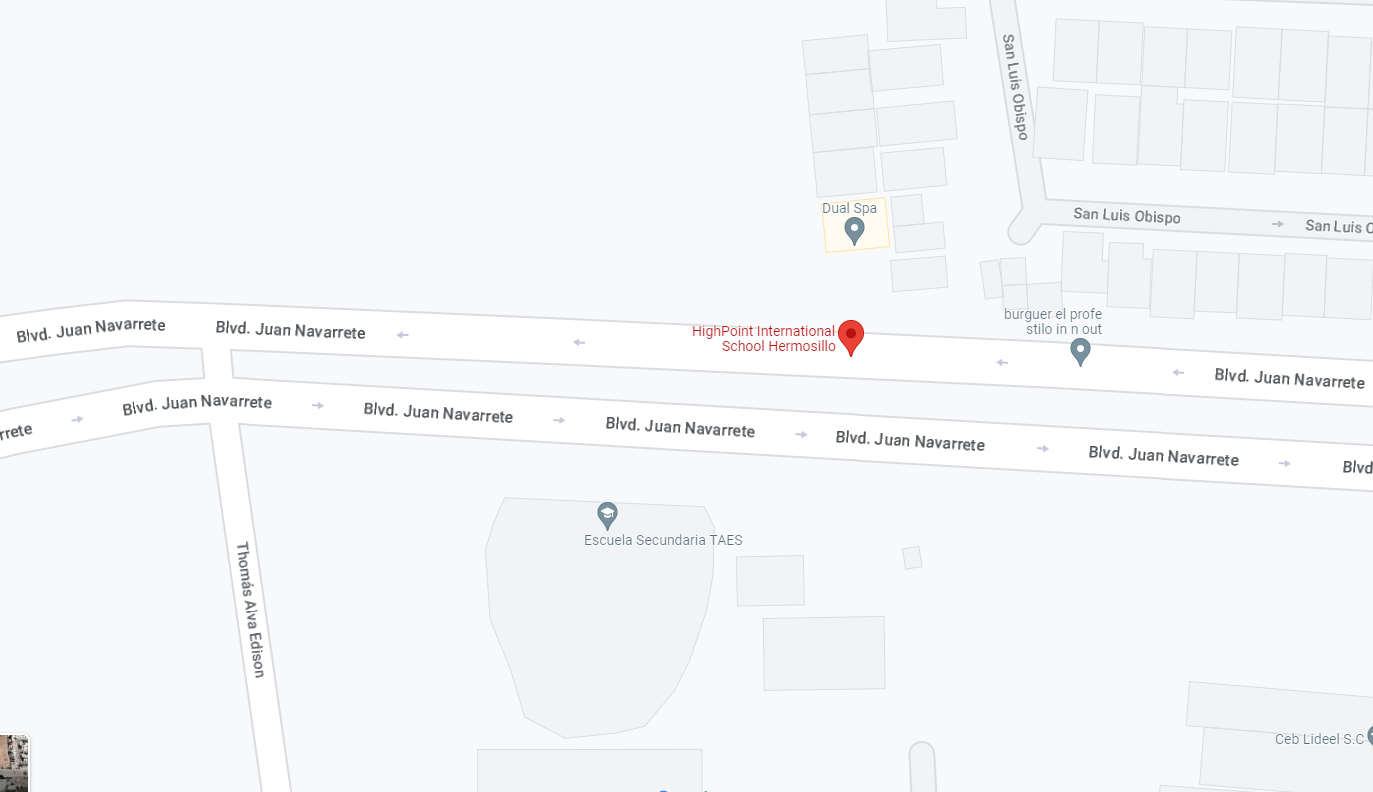 San Luis Obispo
Dual Spa
San Luis Obispo
San Luis
burguer el profe
stilo in n out
Blvd. Juan Navarrete
Blvd. Juan Navarrete
HighPoint International
School Hermosillo
Blvd. Juan Navarrete
Blvd. Juan Navarrete
Blvd. Juan Navarrete
Blvd. Juan Navarrete
Blvd. Juan Navarrete
Blvd. Juan Navarrete
rrete
Blvd
Escuela Secundaria TAES
Thomás Alva Edison
Ceb Lideel S.C